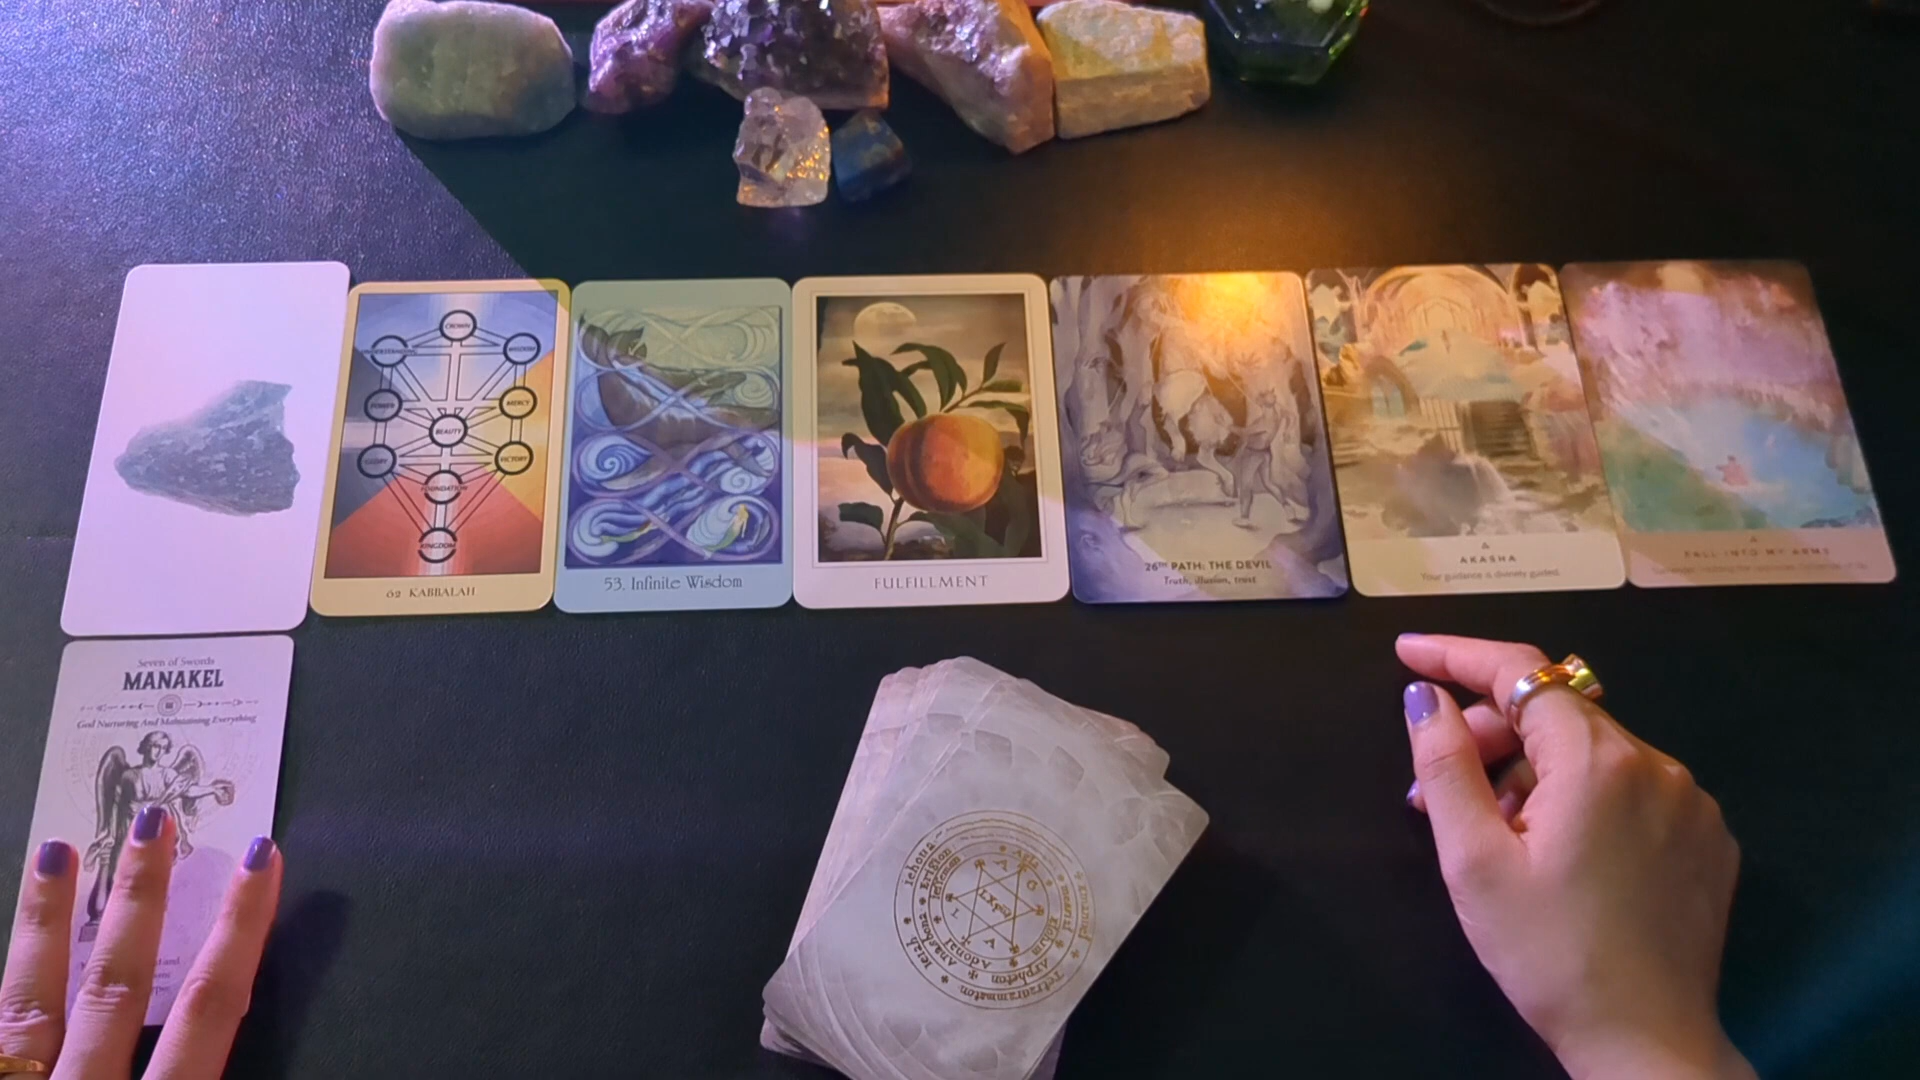 CROWN
UNDERSTANDING
WISDOM
POWER
MERCY
BEAUTY
GLORY
VICTORY
FOUNDATION
KINGDOM
62 KABBALAH
53. Infinite Wisdom
FULFILLMENT
26TH PATH: THE DEVIL
Truth, illusion, trust
AKASHA
Your guidance is divinely guided.
FALL INTO MY ARMS
Seven of Swords
MANAKEL
God Nurturing And Maintaining Everything
Adonai
Tetragrammaton